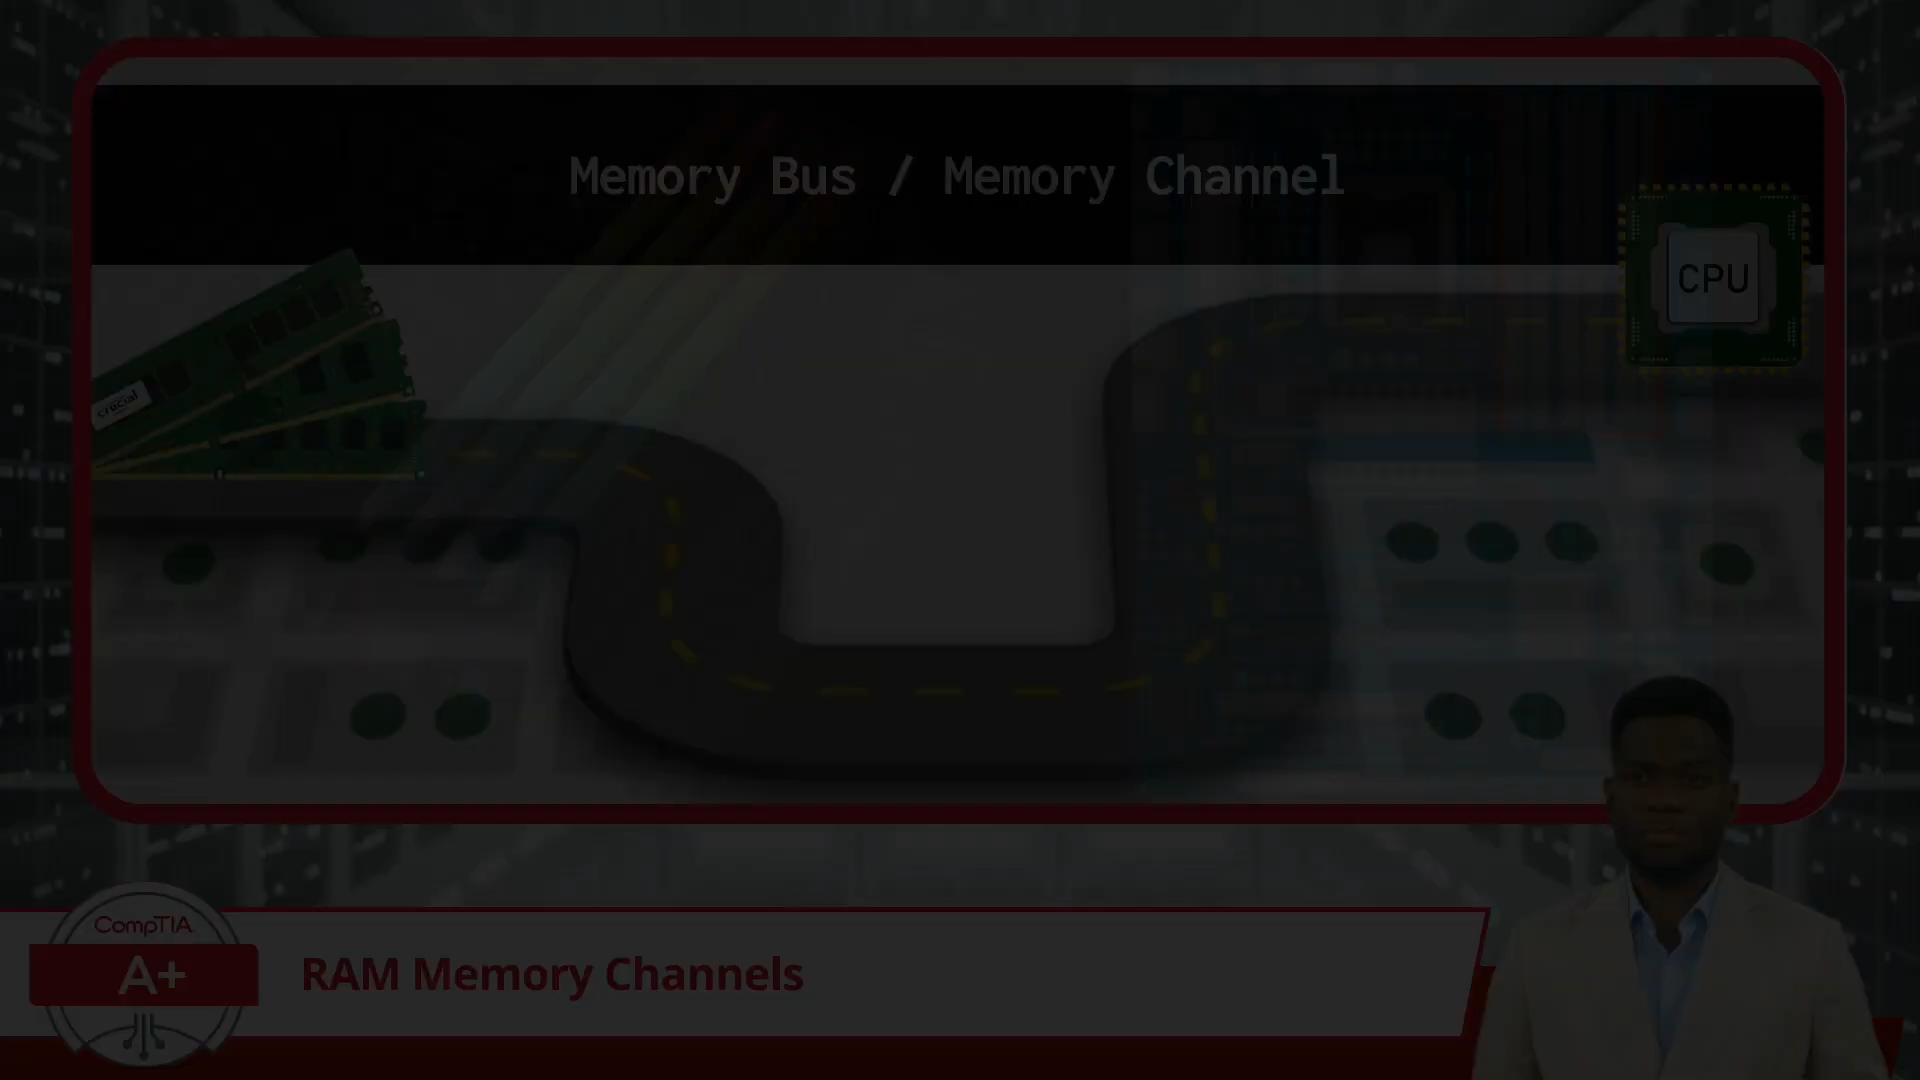 Memory Bus / Memory Channel
CPU
crucial
CompTIA
A+
RAM Memory Channels